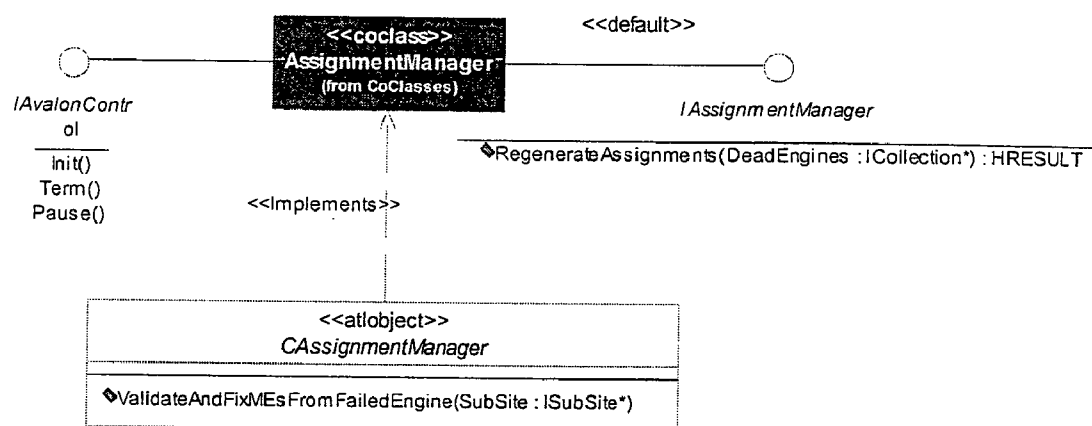 <<coclass>>
AssignmentManager
(from CoClasses)
<<default>>
IAvalonContr
ol
Init()
Term()
Pause()
IAssignmentManager
RegenerateAssignments(DeadEngines : ICollection*) : HRESULT
<<Implements>>
<<atlobject>>
CAssignmentManager
ValidateAndFixMEsFromFailedEngine(SubSite : ISubSite*)